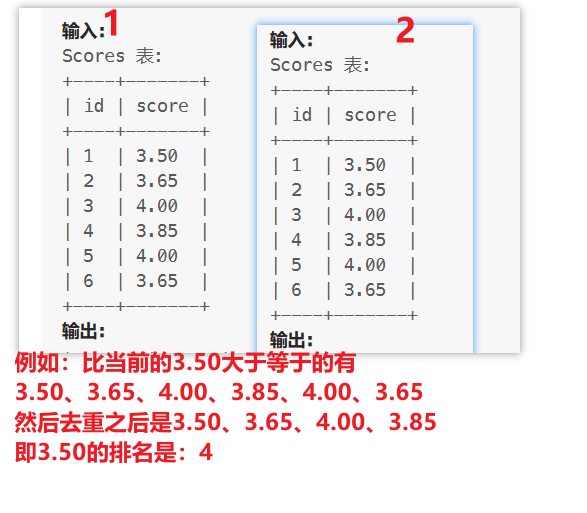 1
输入:
Scores 表:
+----+-------+
| id | score |
+----+-------+
| 1  | 3.50  |
| 2  | 3.65  |
| 3  | 4.00  |
| 4  | 3.85  |
| 5  | 4.00  |
| 6  | 3.65  |
+----+-------+
输出:
2
输入:
Scores 表:
+----+-------+
| id | score |
+----+-------+
| 1  | 3.50  |
| 2  | 3.65  |
| 3  | 4.00  |
| 4  | 3.85  |
| 5  | 4.00  |
| 6  | 3.65  |
+----+-------+
输出:
例如：比当前的3.50大于等于的有
3.50、3.65、4.00、3.85、4.00、3.65
然后去重之后是3.50、3.65、4.00、3.85
即3.50的排名是：4